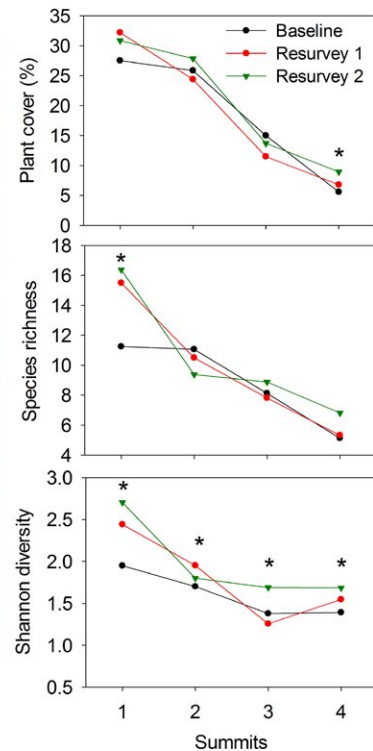 35
30
25
20
15
10
5
0
Plant cover (%)
Baseline
Resurvey 1
Resurvey 2
*
18
16
14
12
10
8
6
4
Species richness
*
3.0
2.5
2.0
1.5
1.0
0.5
Shannon diversity
* * * *
1 2 3 4
Summits